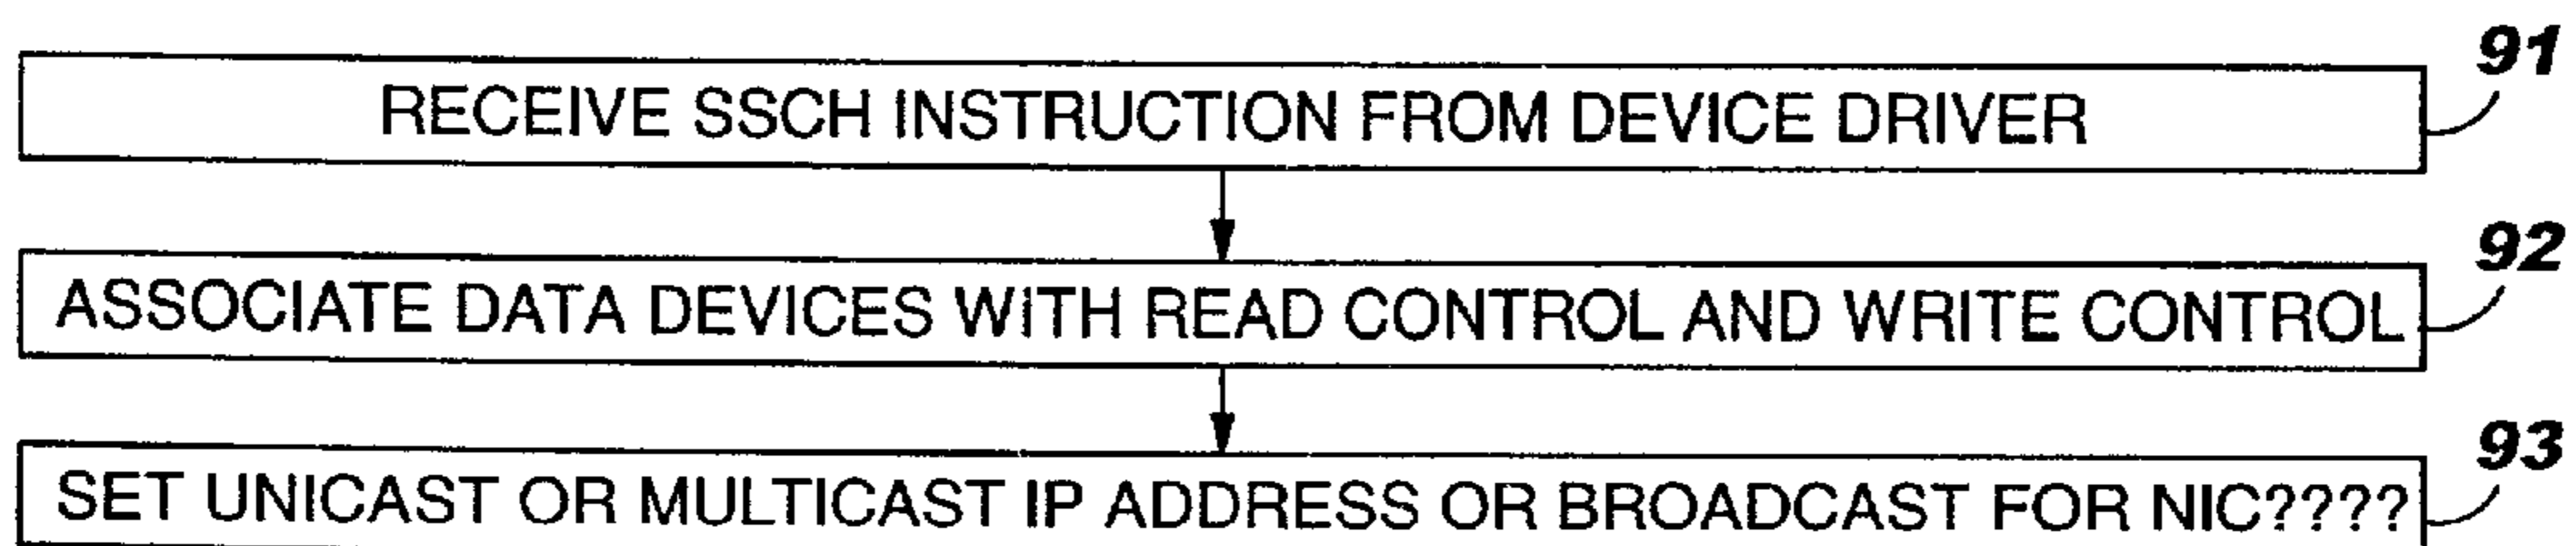 91
RECEIVE SSCH INSTRUCTION FROM DEVICE DRIVER
92
ASSOCIATE DATA DEVICES WITH READ CONTROL AND WRITE CONTROL
93
SET UNICAST OR MULTICAST IP ADDRESS OR BROADCAST FOR NIC????